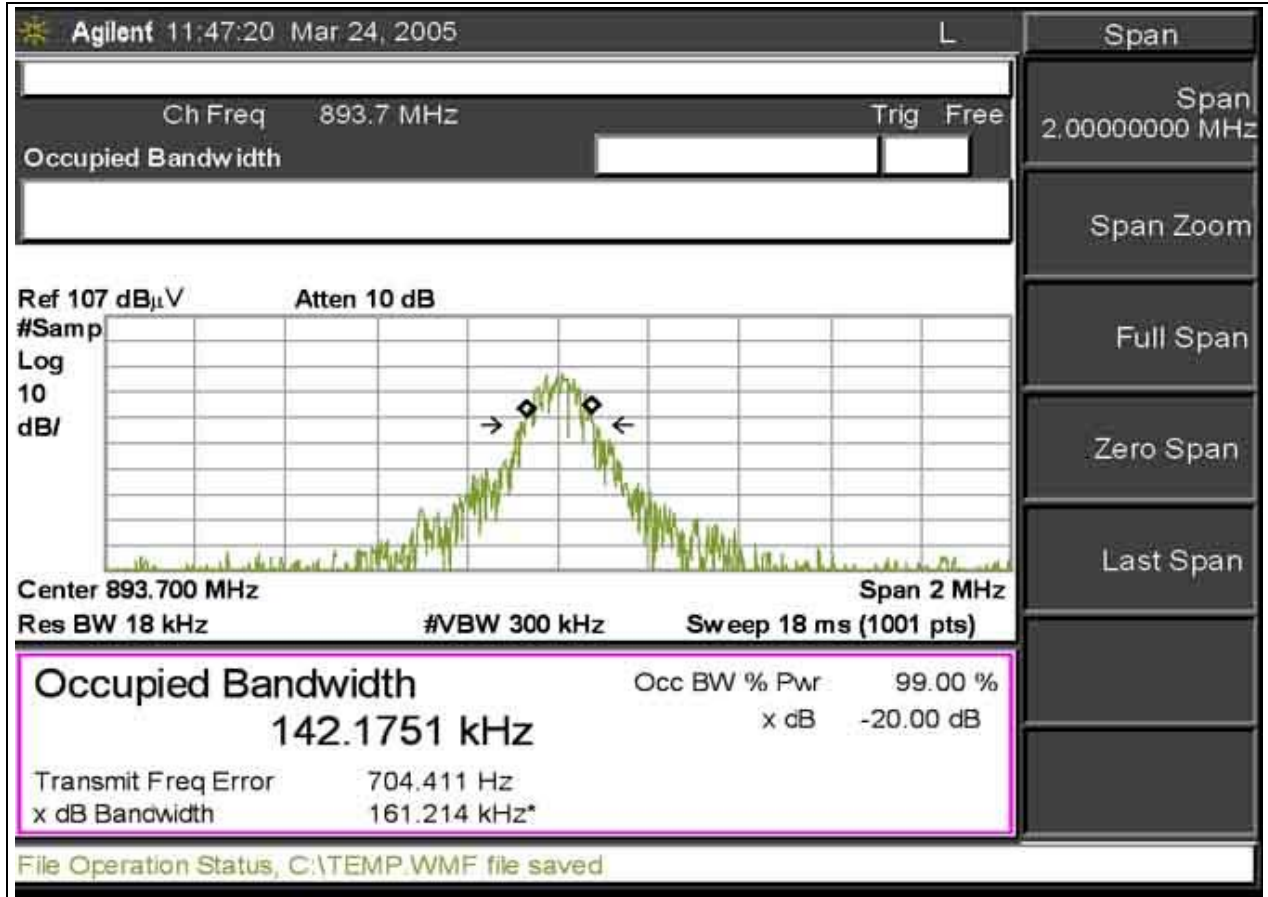 Agilent 11:47:20 Mar 24, 2005 L
Ch Freq 893.7 MHz Trig Free
Occupied Bandwidth
Ref 107 dBμV Atten 10 dB
#Samp
Log
10
dB/
Center 893.700 MHz Span 2 MHz
Res BW 18 kHz #VBW 300 kHz Sweep 18 ms (1001 pts)
Occupied Bandwidth Occ BW % Pwr 99.00 %
142.1751 kHz x dB -20.00 dB
Transmit Freq Error 704.411 Hz
x dB Bandwidth 161.214 kHz*
File Operation Status, C:\TEMP.WMF file saved
Span
Span
2.00000000 MHz
Span Zoom
Full Span
Zero Span
Last Span